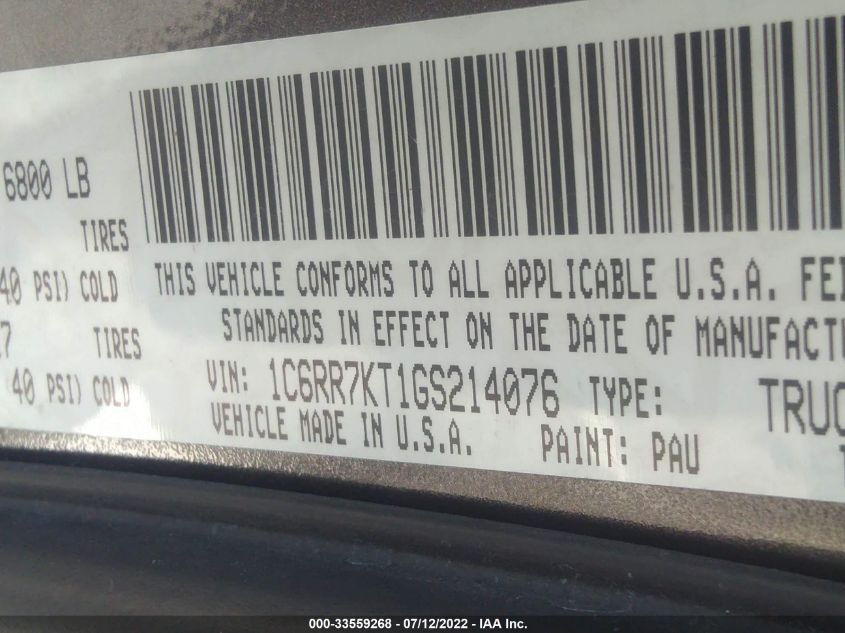 6800 LB
TIRES
40 PSI) COLD
7 TIRES
40 PSI) COLD
THIS VEHICLE CONFORMS TO ALL APPLICABLE U.S.A. FE
STANDARDS IN EFFECT ON THE DATE OF MANUFACTU
VIN: 1C6RR7KT1GS214076 TYPE: TRUC
VEHICLE MADE IN U.S.A. PAINT: PAU
000-33559268 - 07/12/2022 - IAA Inc.